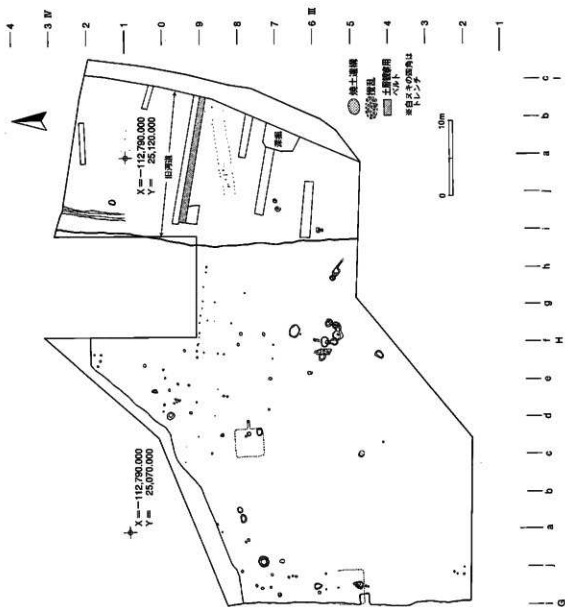 4
3 Ⅳ
1
0
9
8
7
6 Ⅲ
5
3
2
1
X=-112,790.000
Y= 25,070.000
X=-112,790.000
Y= 25,120.000
旧河道
深掘
焼土遺構
撹乱
土層観察用
ベルト
※白ヌキの四角は
トレンチ
0 10m
i G
j
a
b
c
d
e
f H
g
h
i
j
a
b
c I